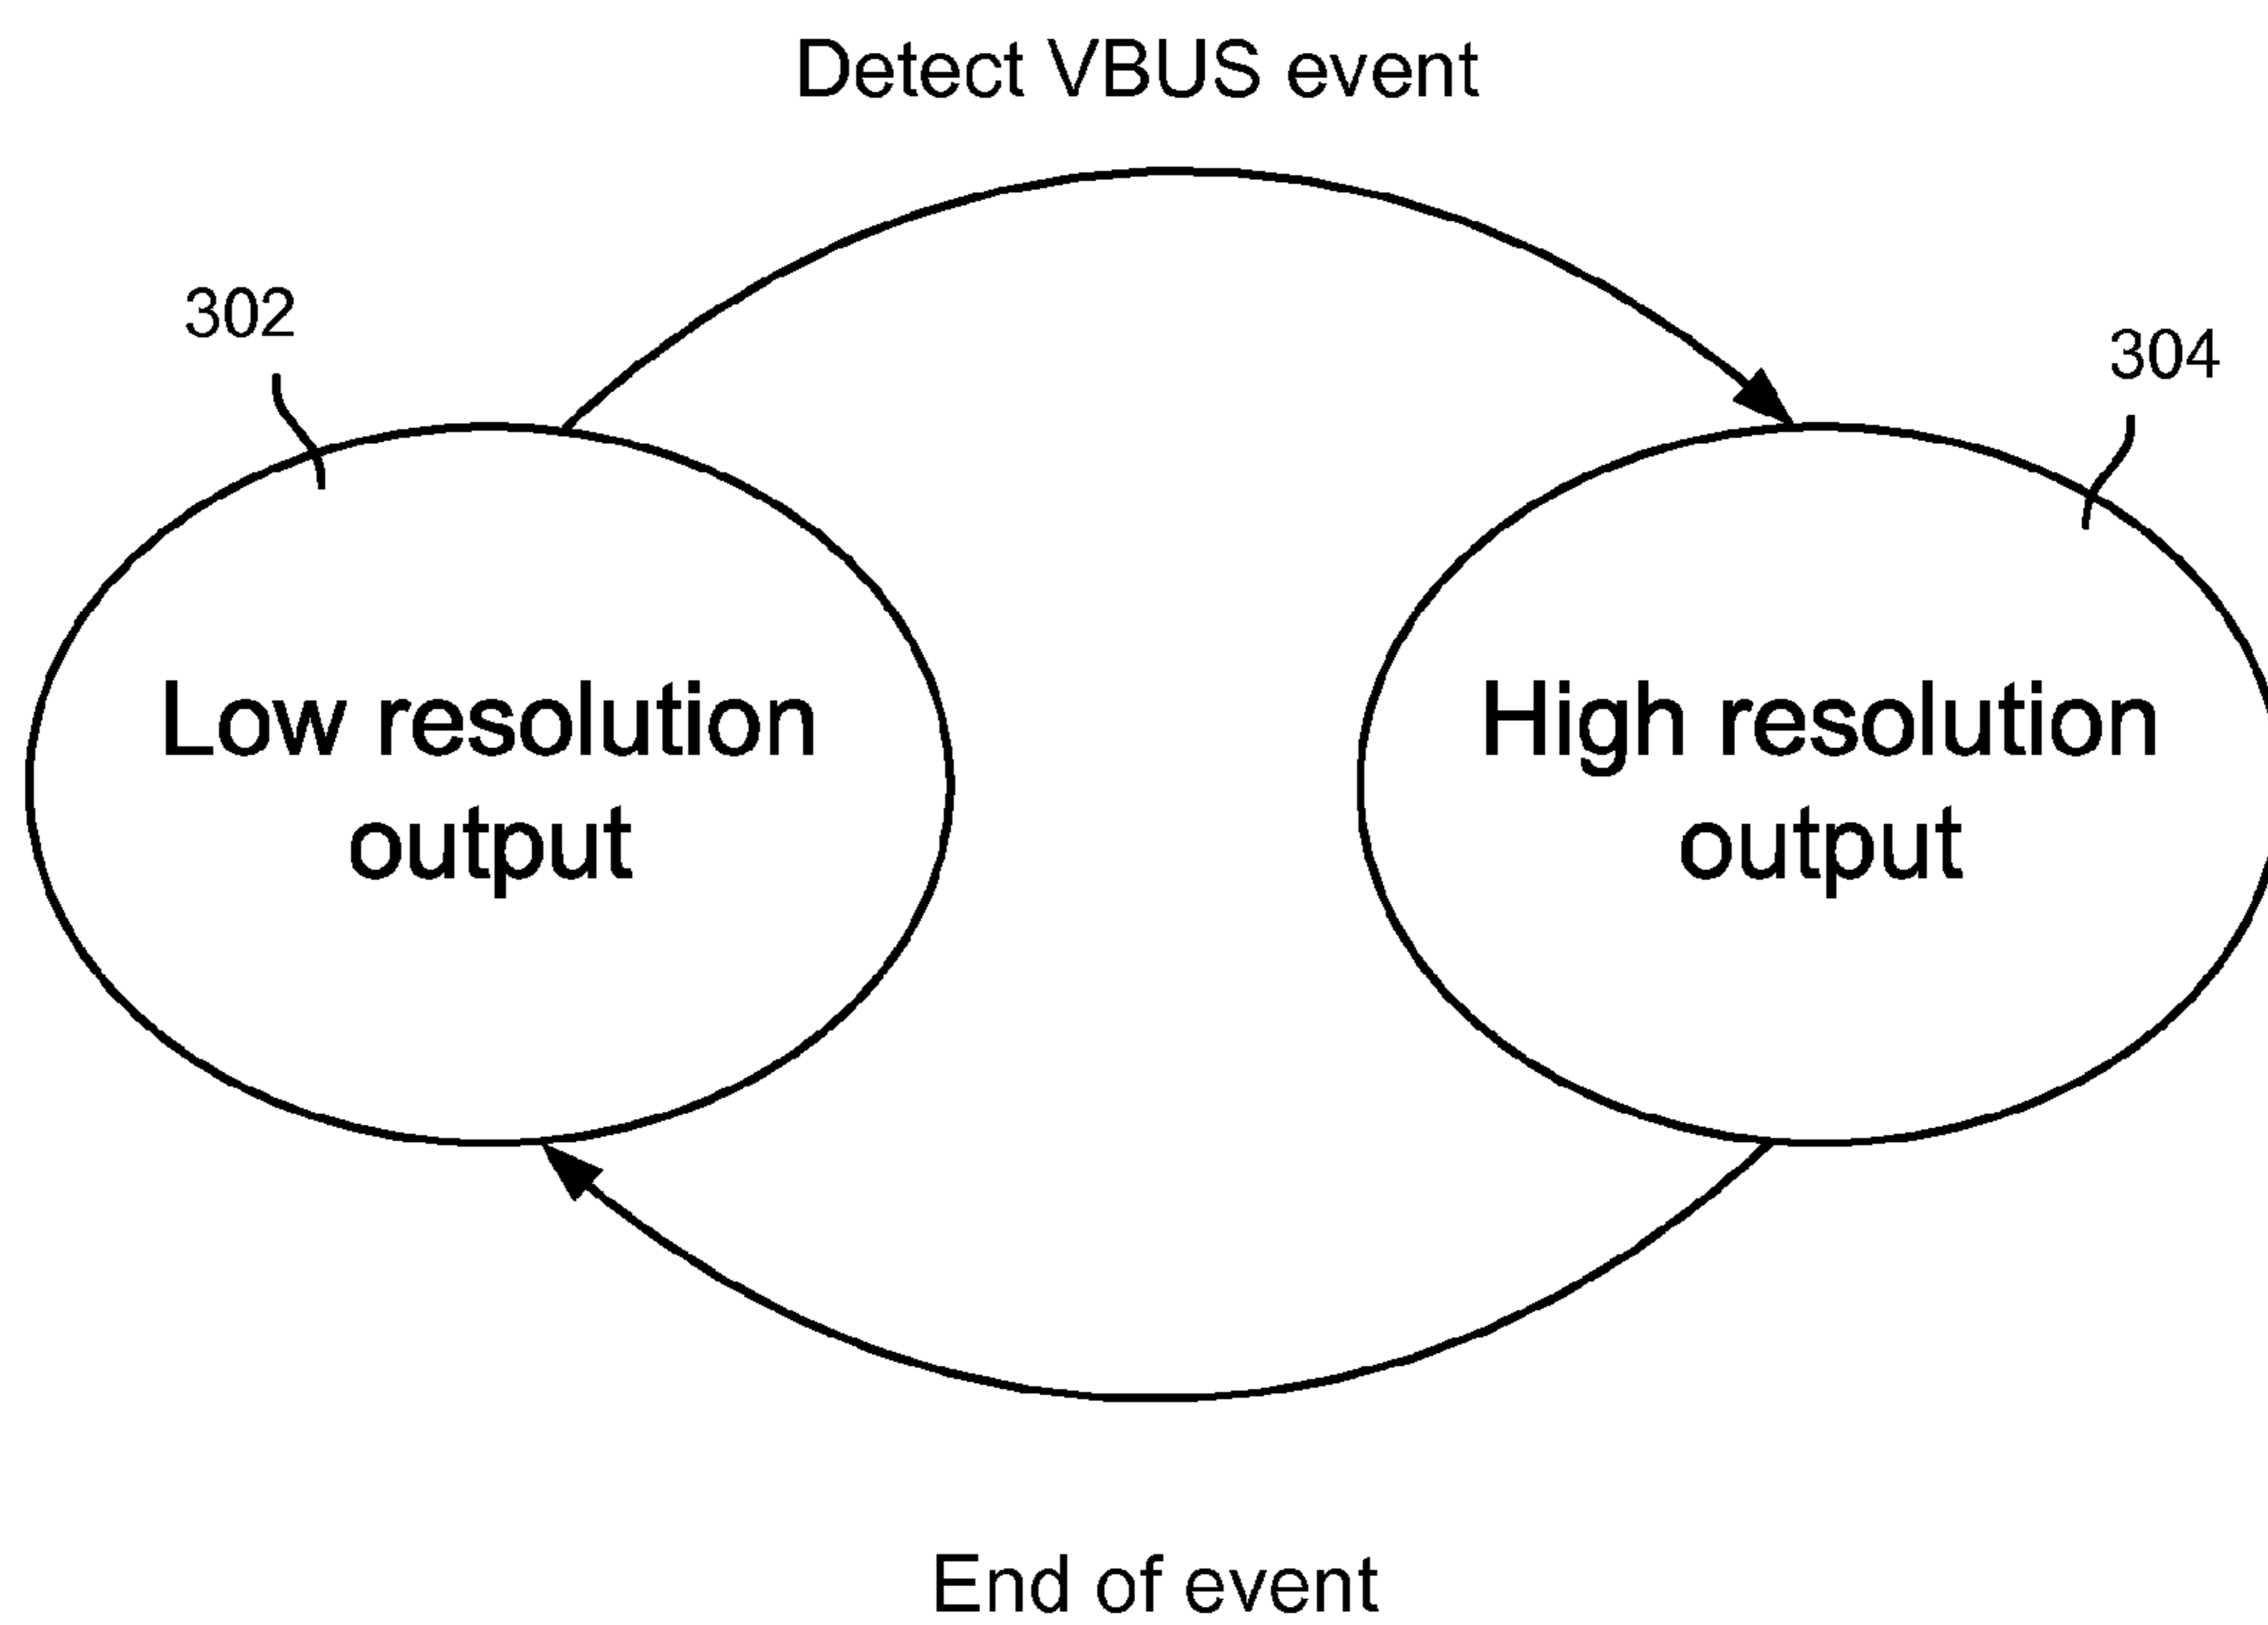 Detect VBUS event
302
304
Low resolution
output
High resolution
output
End of event